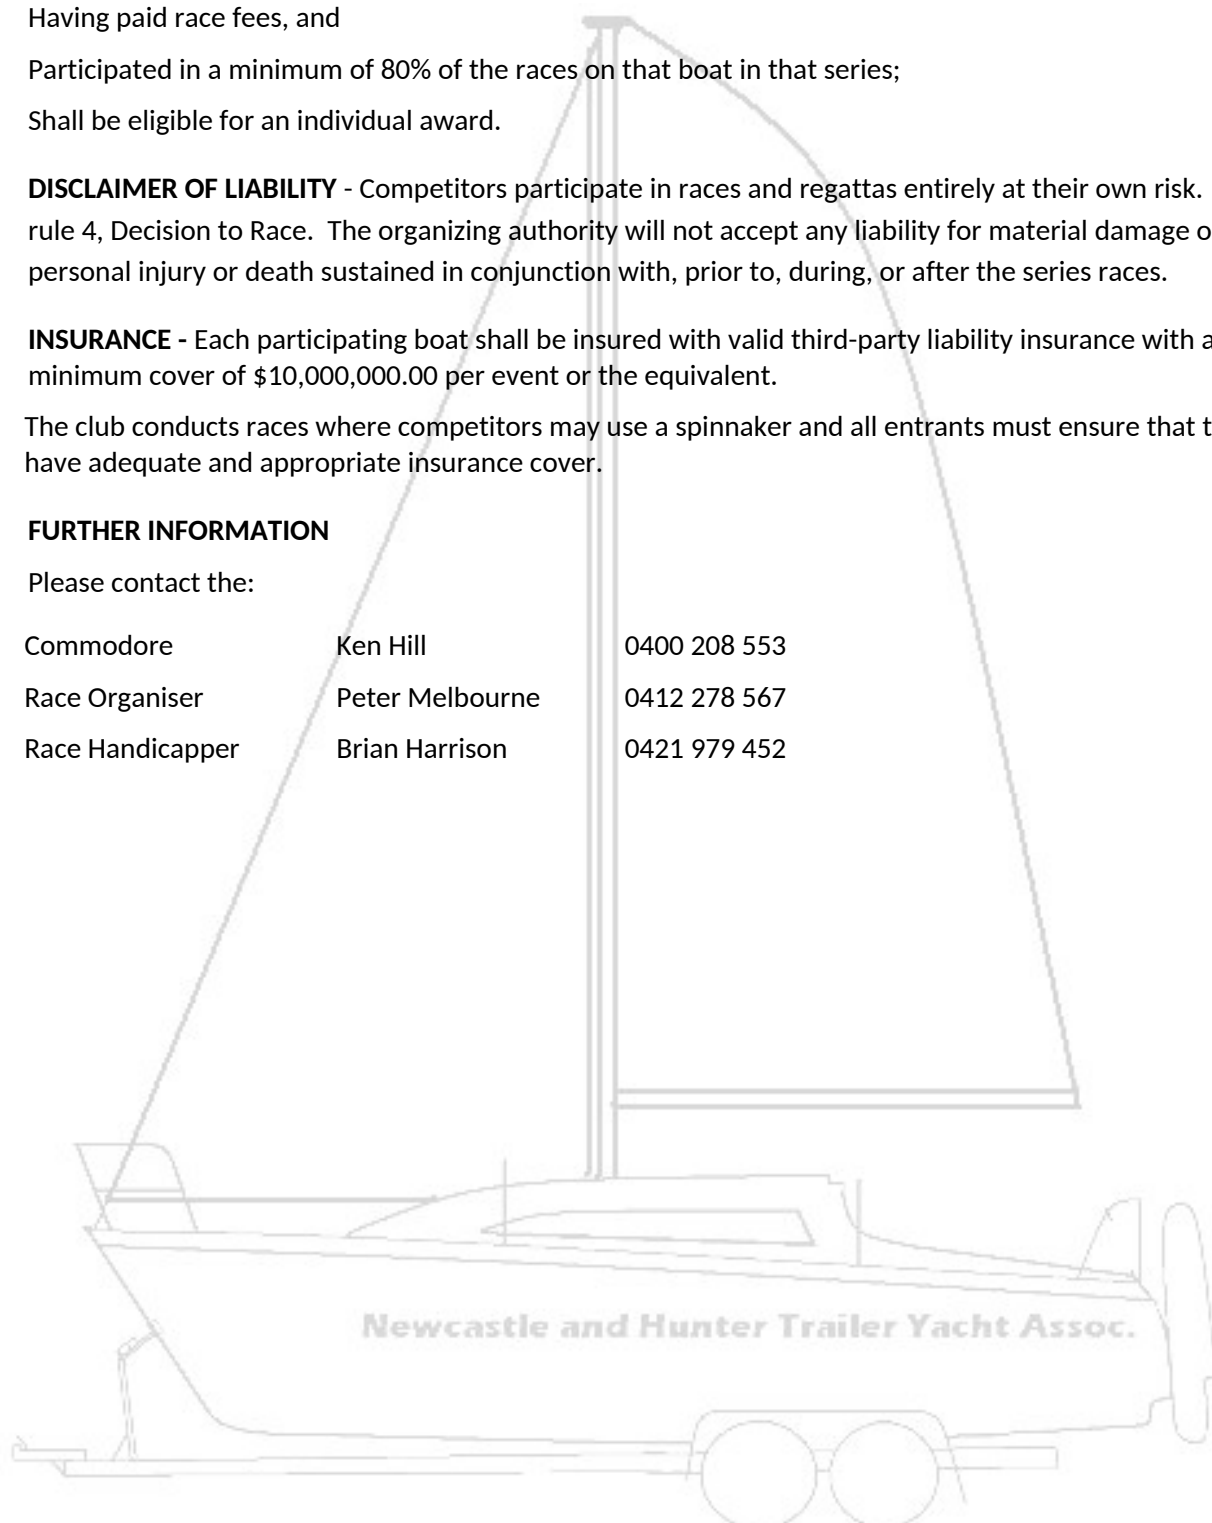 Having paid race fees, and
Participated in a minimum of 80% of the races on that boat in that series;
Shall be eligible for an individual award.
DISCLAIMER OF LIABILITY - Competitors participate in races and regattas entirely at their own risk.
rule 4, Decision to Race.  The organizing authority will not accept any liability for material damage o
personal injury or death sustained in conjunction with, prior to, during, or after the series races.
INSURANCE - Each participating boat shall be insured with valid third-party liability insurance with a
minimum cover of $10,000,000.00 per event or the equivalent.
The club conducts races where competitors may use a spinnaker and all entrants must ensure that t
have adequate and appropriate insurance cover.
FURTHER INFORMATION
Please contact the:
Commodore Ken Hill 0400 208 553
Race Organiser Peter Melbourne 0412 278 567
Race Handicapper Brian Harrison 0421 979 452
Newcastle and Hunter Trailer Yacht Assoc.